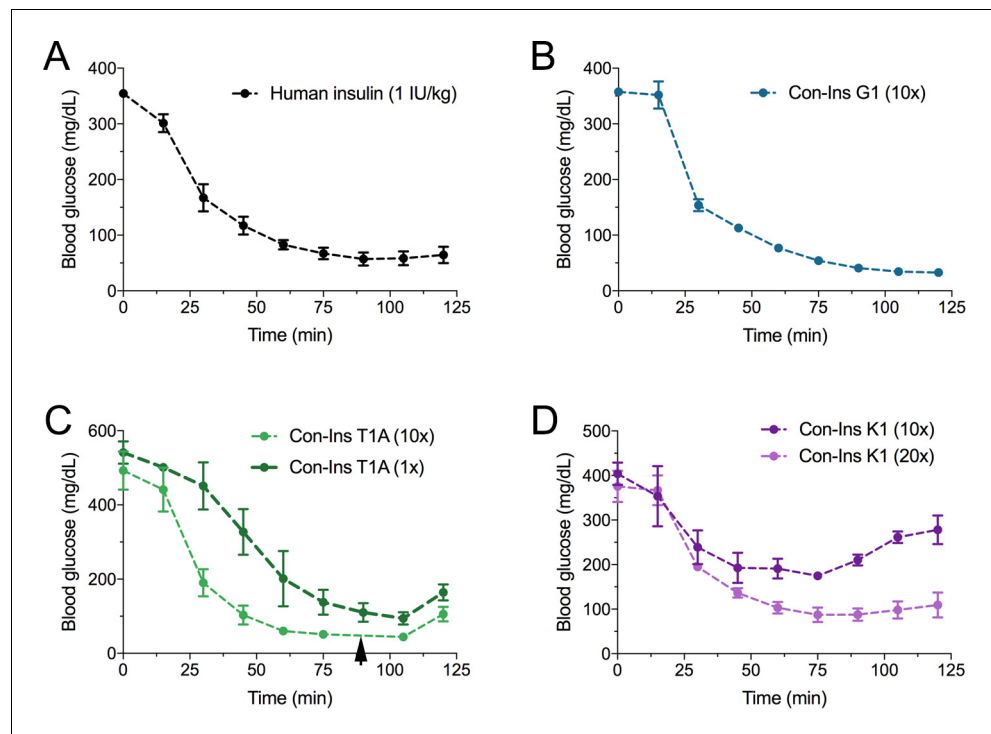 A
Human insulin (1 IU/kg)
Blood glucose (mg/dL)
400
300
200
100
0
0 25 50 75 100 125
Time (min)
B
Con-Ins G1 (10x)
Blood glucose (mg/dL)
400
300
200
100
0
0 25 50 75 100 125
Time (min)
C
Con-Ins T1A (10x)
Con-Ins T1A (1x)
Blood glucose (mg/dL)
600
400
200
0
0 25 50 75 100 125
Time (min)
D
Con-Ins K1 (10x)
Con-Ins K1 (20x)
Blood glucose (mg/dL)
500
400
300
200
100
0
0 25 50 75 100 125
Time (min)